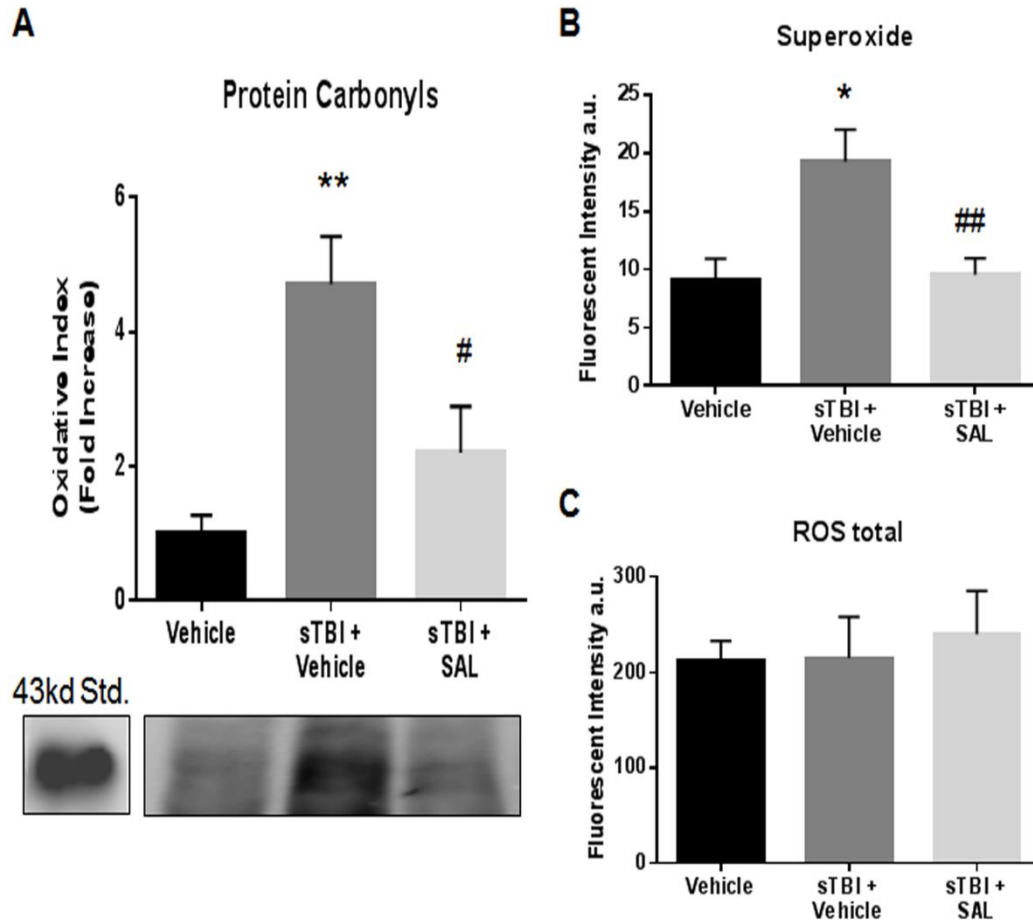 A
Protein Carbonyls
Oxidative Index
(Fold Increase)
6
4
2
0
**
#
Vehicle
sTBI +
Vehicle
sTBI +
SAL
43kd Std.
B
Superoxide
Fluorescent Intensity a.u.
25
20
15
10
5
0
*
##
Vehicle
sTBI +
Vehicle
sTBI +
SAL
C
ROS total
Fluorescent Intensity a.u.
300
200
100
0
Vehicle
sTBI +
Vehicle
sTBI +
SAL